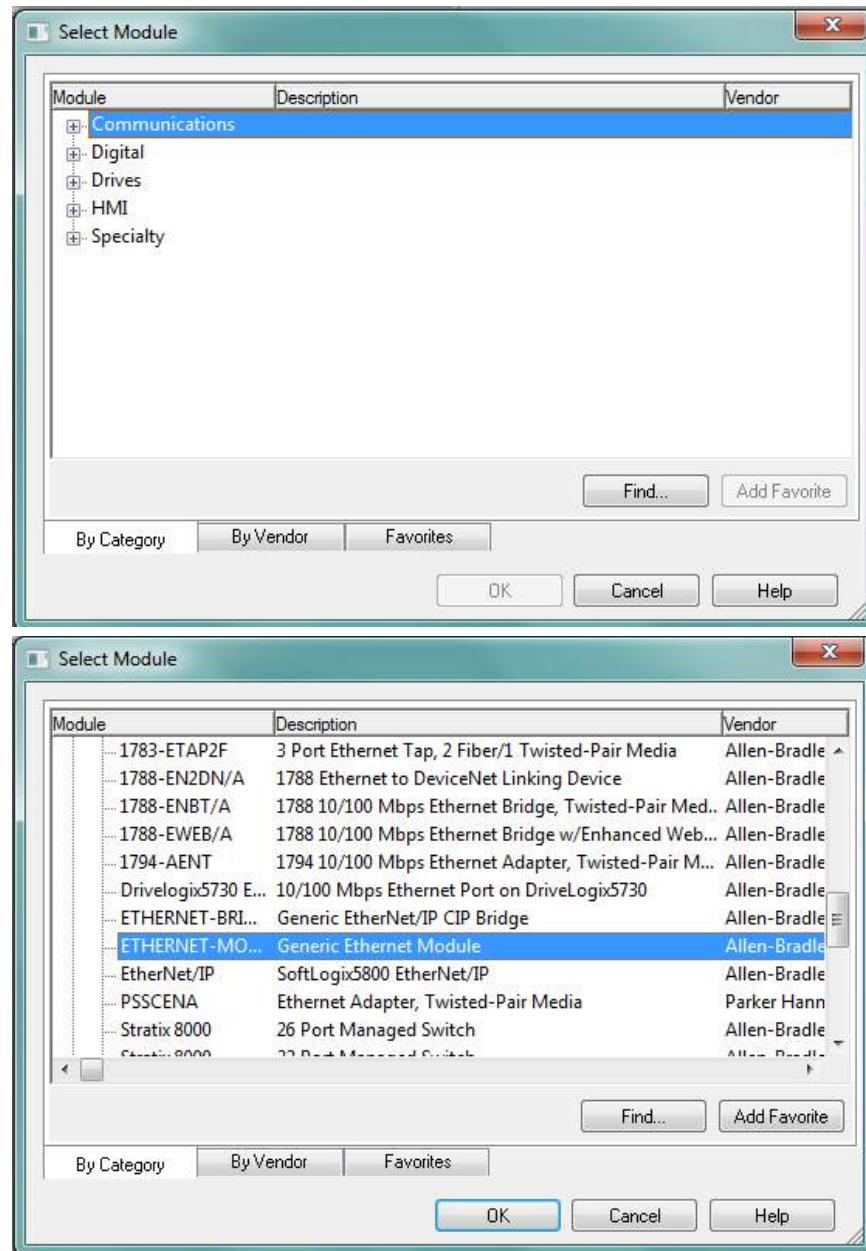 Select Module
Module Description Vendor
Communications
Digital
Drives
HMI
Specialty
Find... Add Favorite
By Category By Vendor Favorites
OK Cancel Help
Select Module
Module Description Vendor
1783-ETAP2F 3 Port Ethernet Tap, 2 Fiber/1 Twisted-Pair Media Allen-Bradle
1788-EN2DN/A 1788 Ethernet to DeviceNet Linking Device Allen-Bradle
1788-ENBT/A 1788 10/100 Mbps Ethernet Bridge, Twisted-Pair Med.. Allen-Bradle
1788-EWEB/A 1788 10/100 Mbps Ethernet Bridge w/Enhanced Web... Allen-Bradle
1794-AENT 1794 10/100 Mbps Ethernet Adapter, Twisted-Pair M... Allen-Bradle
Drivelogix5730 E... 10/100 Mbps Ethernet Port on DriveLogix5730 Allen-Bradle
ETHERNET-BRI... Generic EtherNet/IP CIP Bridge Allen-Bradle
ETHERNET-MO... Generic Ethernet Module Allen-Bradle
EtherNet/IP SoftLogix5800 EtherNet/IP Allen-Bradle
PSSCENA Ethernet Adapter, Twisted-Pair Media Parker Hann
Stratix 8000 26 Port Managed Switch Allen-Bradle
Find... Add Favorite
By Category By Vendor Favorites
OK Cancel Help